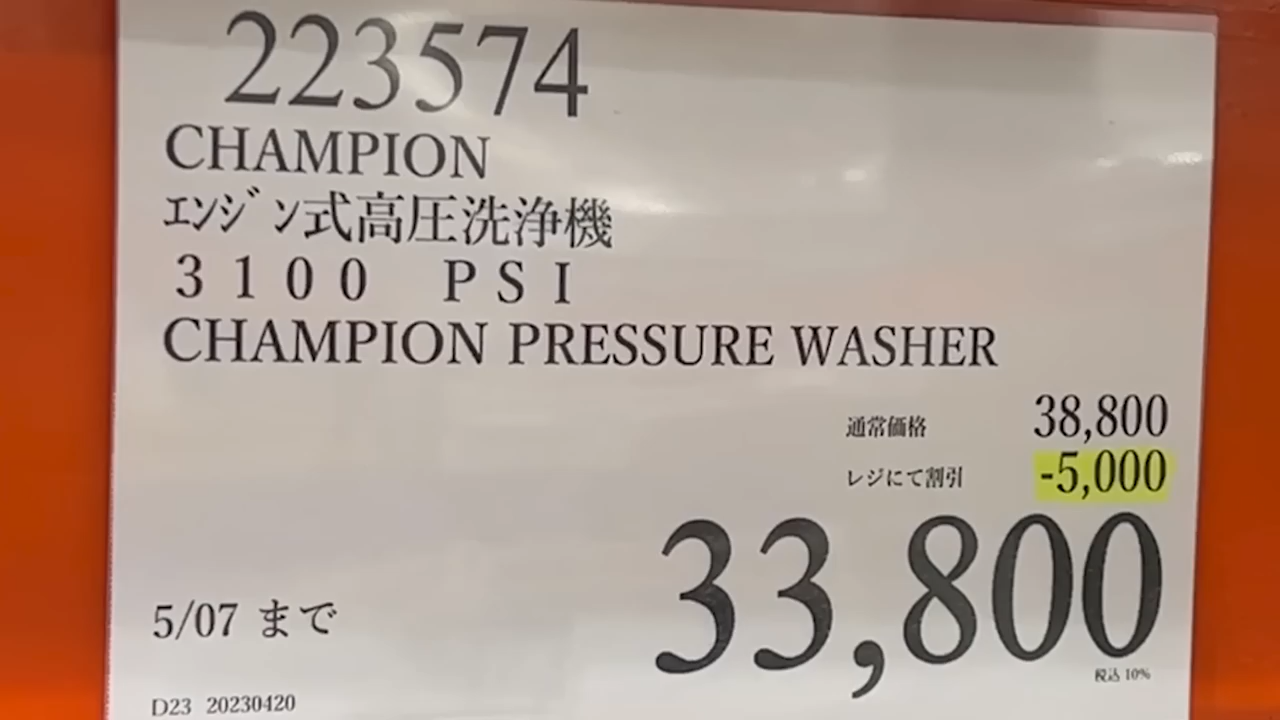 223574
CHAMPION
ｴﾝｼﾞﾝ式高圧洗浄機
３１００　ＰＳＩ
CHAMPION PRESSURE WASHER
通常価格 38,800
レジにて割引 -5,000
33,800
5/07 まで
税込 10%
D23 20230420